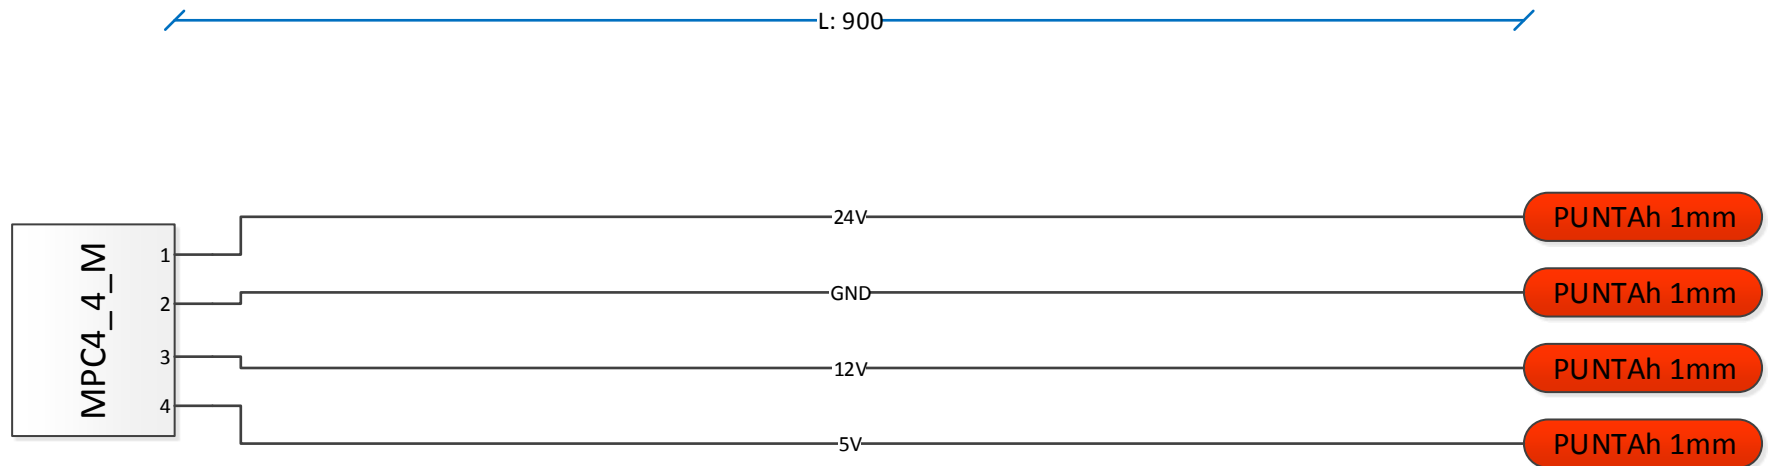 L: 900
MPC4_4_M
1
24V
PUNTAh 1mm
2
GND
PUNTAh 1mm
3
12V
PUNTAh 1mm
4
5V
PUNTAh 1mm